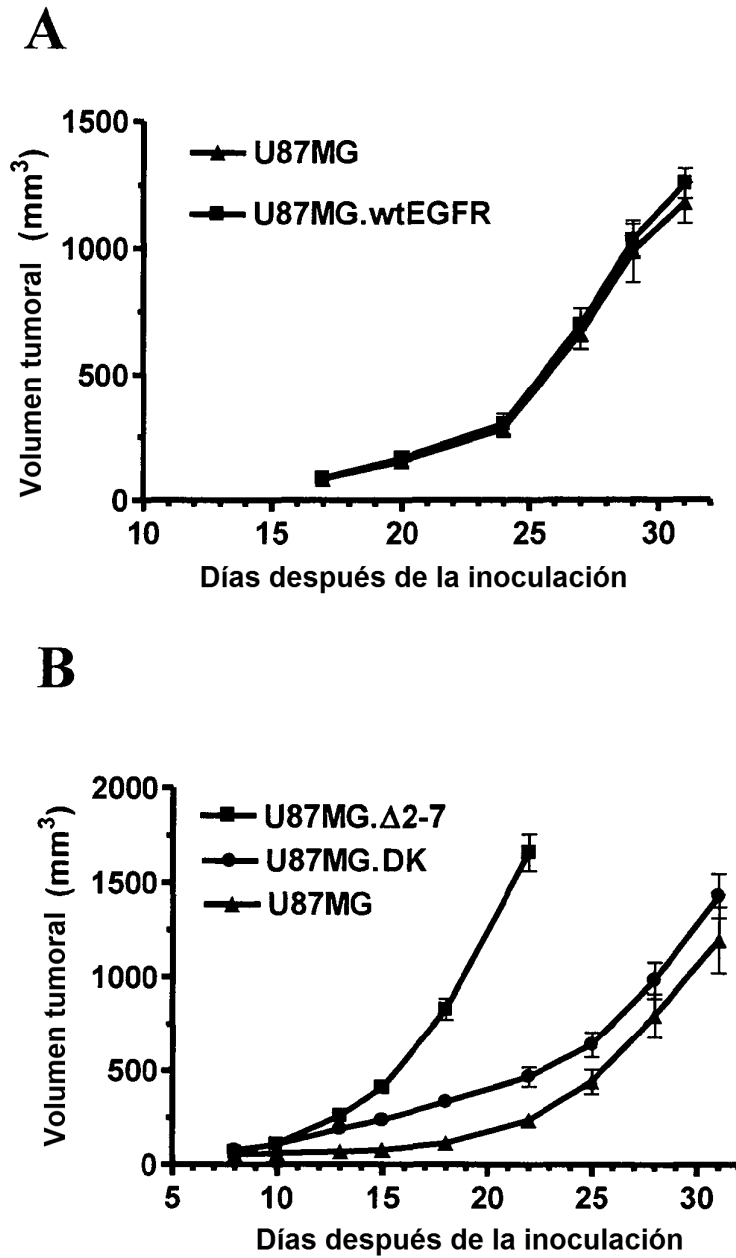 A
Volumen tumoral (mm³)
1500
1000
500
0
U87MG
U87MG.wtEGFR
10 15 20 25 30
Días después de la inoculación
B
Volumen tumoral (mm³)
2000
1500
1000
500
0
U87MG.Δ2-7
U87MG.DK
U87MG
5 10 15 20 25 30
Días después de la inoculación